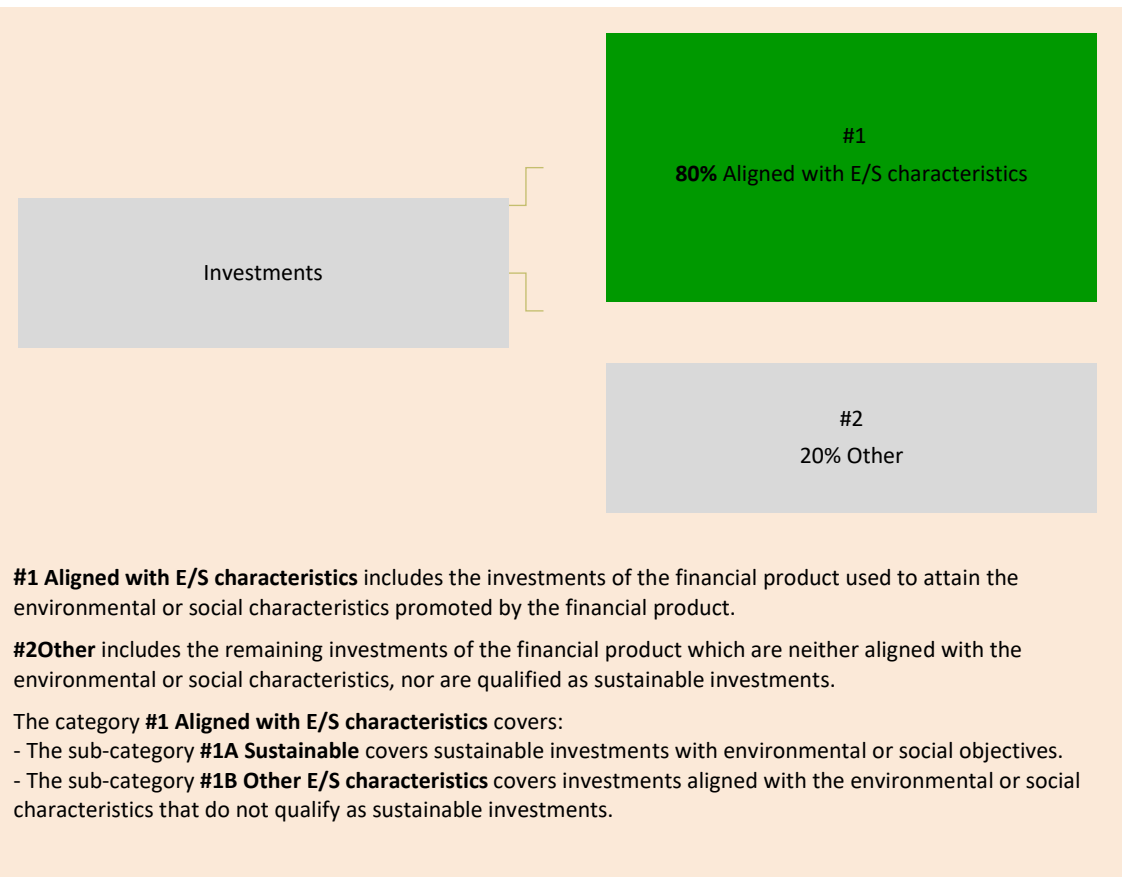 #1
80% Aligned with E/S characteristics
Investments
#2
20% Other
#1 Aligned with E/S characteristics includes the investments of the financial product used to attain the
environmental or social characteristics promoted by the financial product.
#2Other includes the remaining investments of the financial product which are neither aligned with the
environmental or social characteristics, nor are qualified as sustainable investments.
The category #1 Aligned with E/S characteristics covers:
- The sub-category #1A Sustainable covers sustainable investments with environmental or social objectives.
- The sub-category #1B Other E/S characteristics covers investments aligned with the environmental or social
characteristics that do not qualify as sustainable investments.